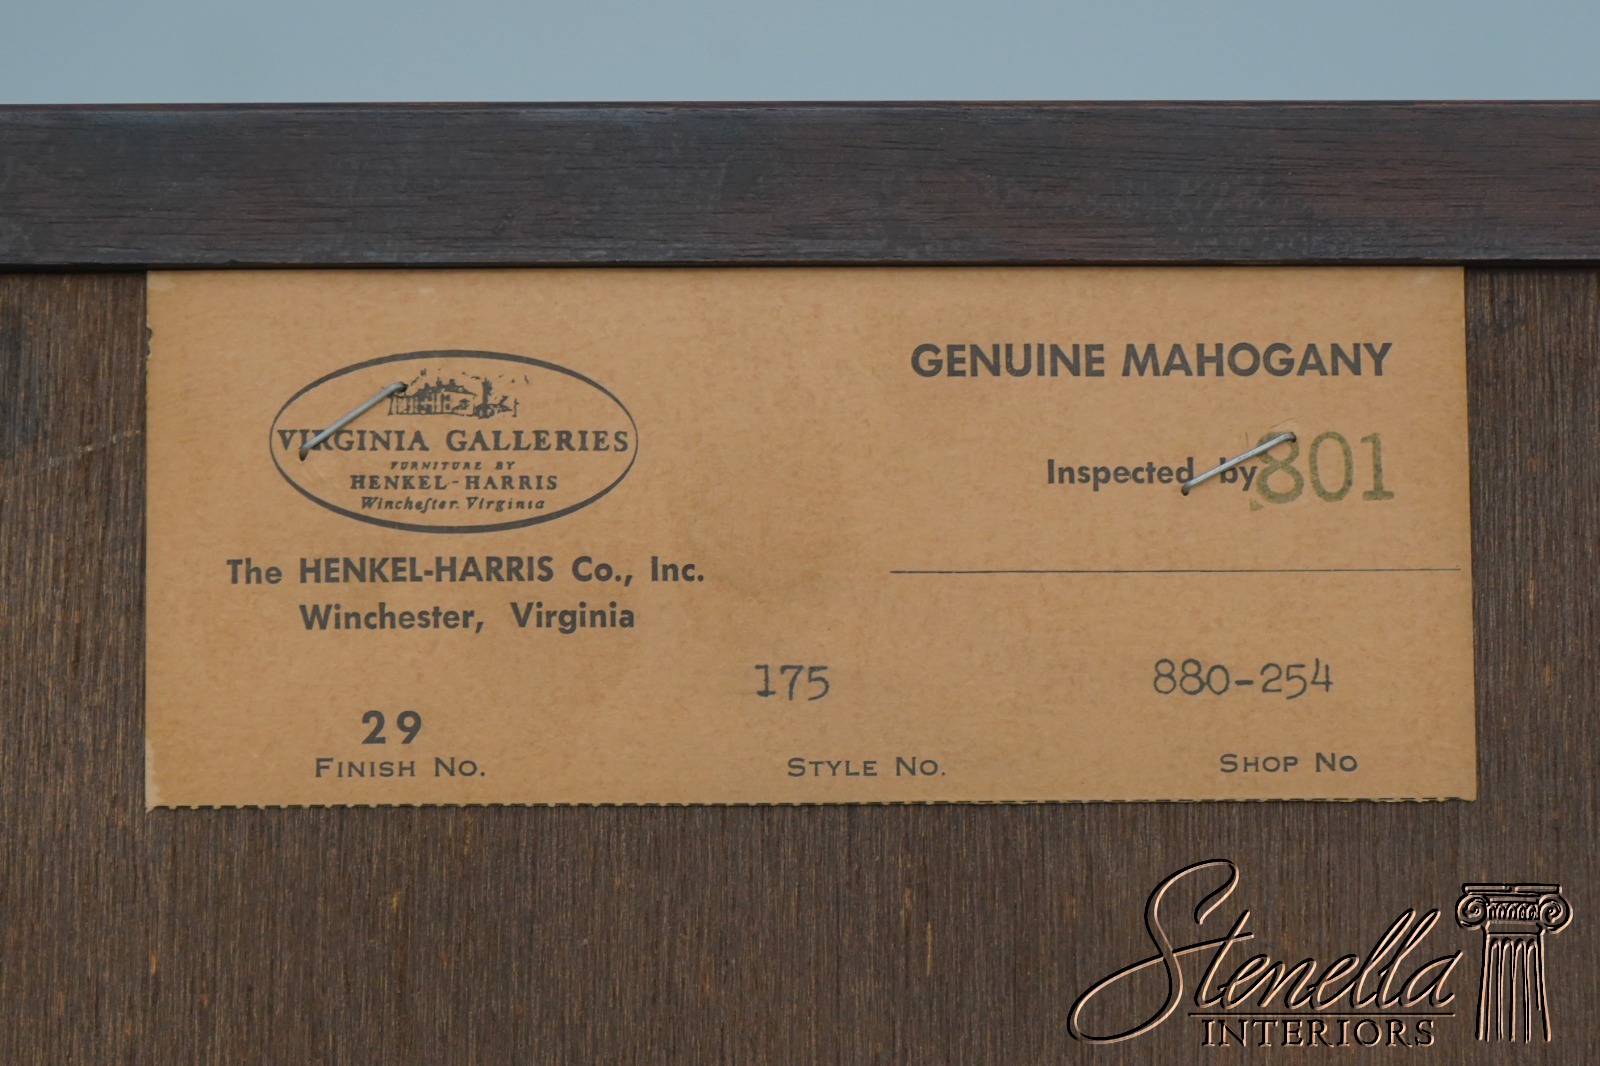 VIRGINIA GALLERIES
FURNITURE BY
HENKEL-HARRIS
Winchester. Virginia
The HENKEL-HARRIS Co., Inc.
Winchester, Virginia
GENUINE MAHOGANY
Inspected by 801
29
FINISH NO.
175
STYLE NO.
880-254
SHOP NO
Stenella
INTERIORS